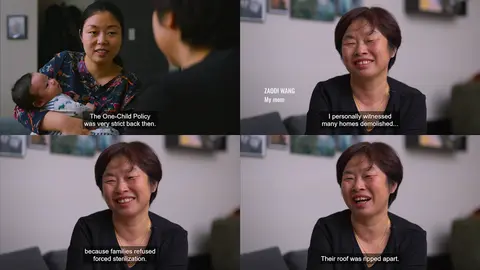 The One-Child Policy
was very strict back then.
ZAODI WANG
My mom
I personally witnessed
many homes demolished...
because families refused
forced sterilization.
Their roof was ripped apart.